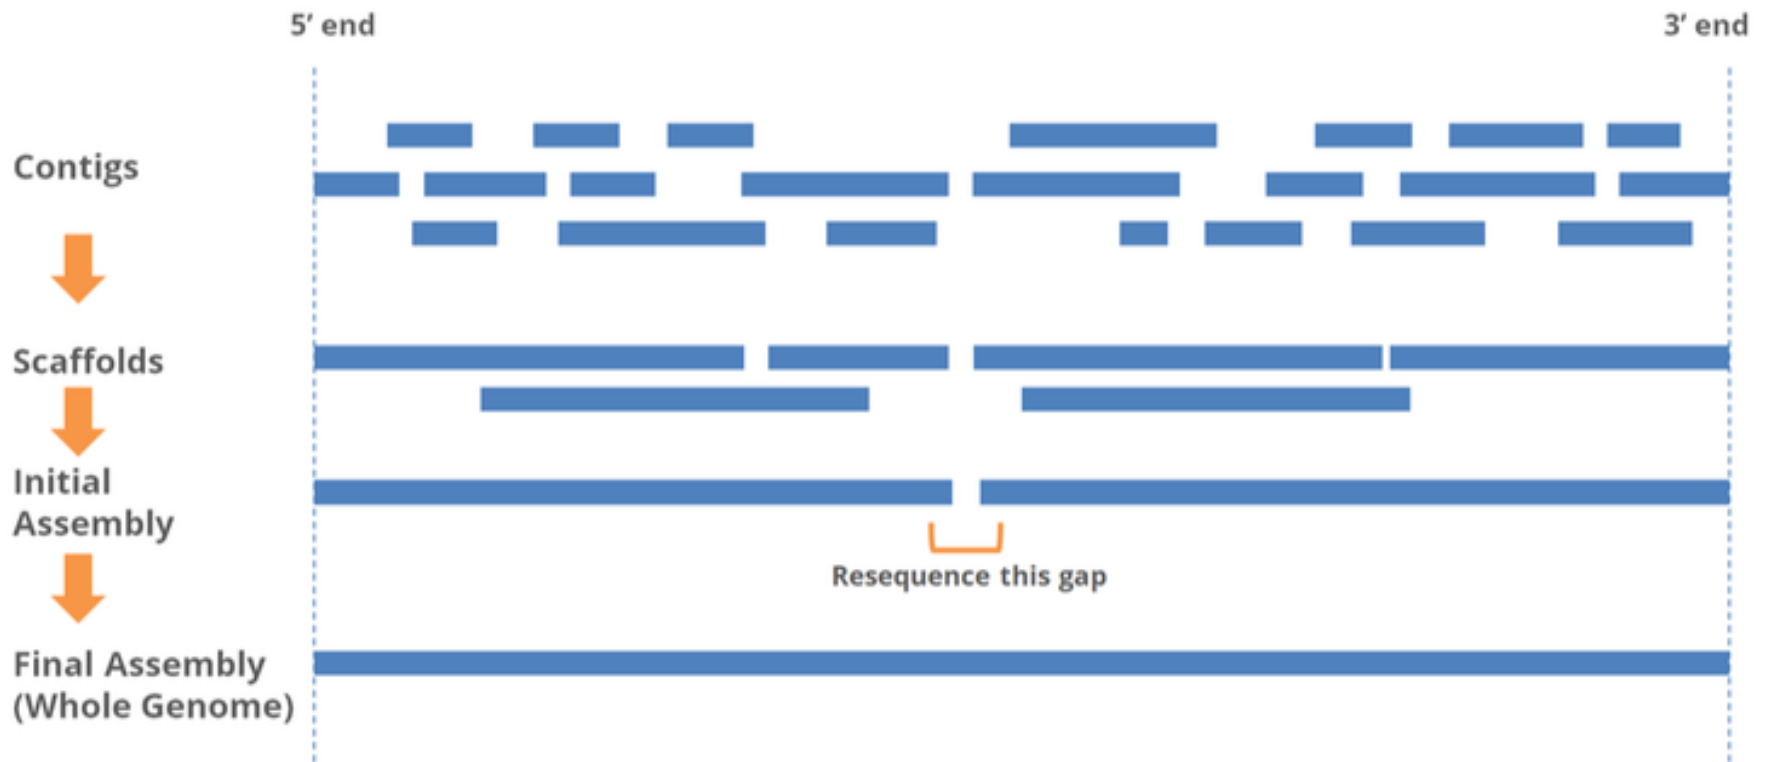 5’ end
3’ end
Contigs
Scaffolds
Initial
Assembly
Resequence this gap
Final Assembly
(Whole Genome)